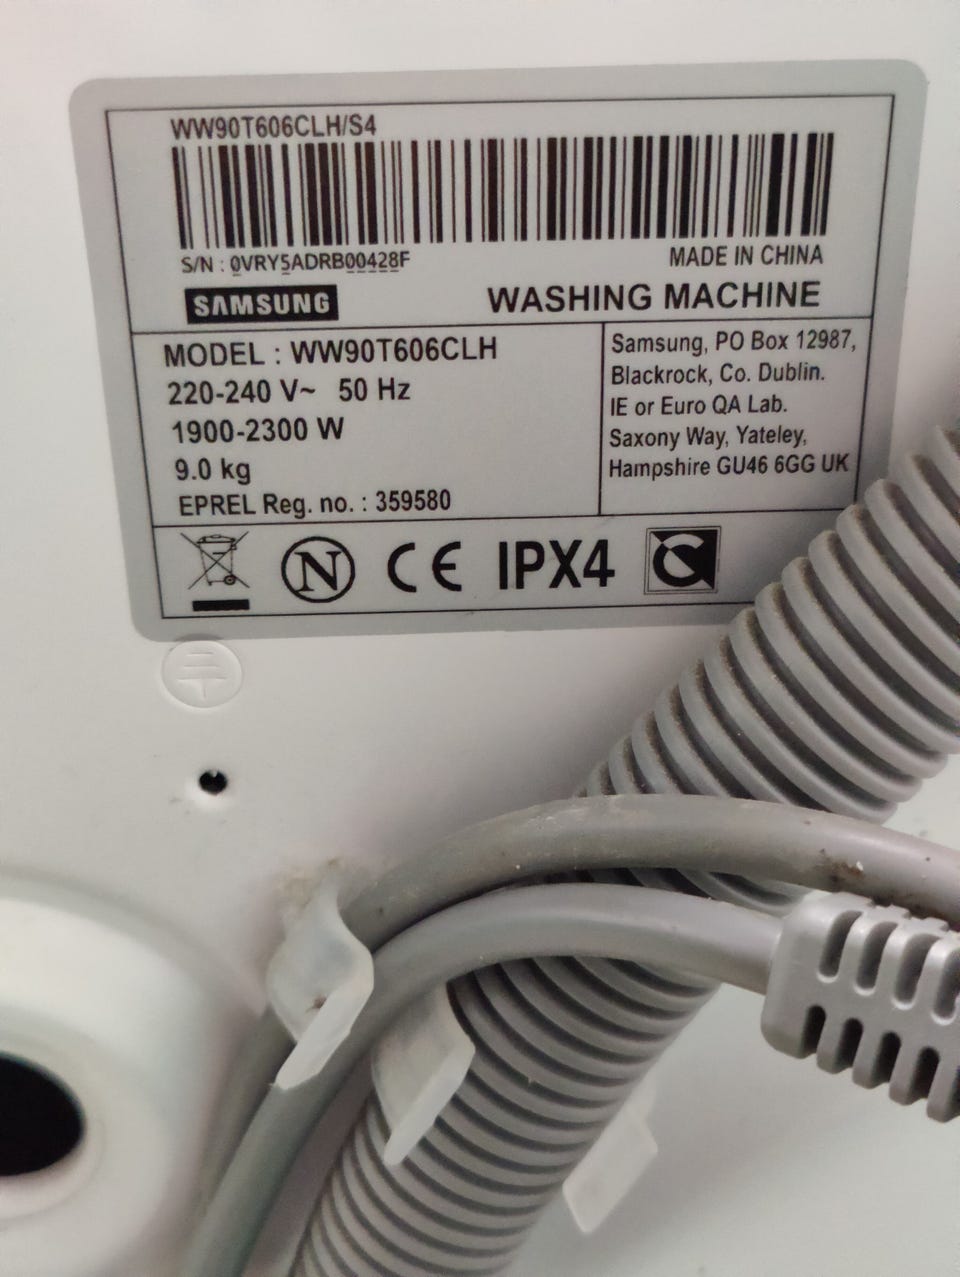 WW90T606CLH/S4
S/N : 0VRY5ADRB00428F
MADE IN CHINA
SAMSUNG
WASHING MACHINE
MODEL : WW90T606CLH
220-240 V~ 50 Hz
1900-2300 W
9.0 kg
EPREL Reg. no. : 359580
Samsung, PO Box 12987,
Blackrock, Co. Dublin.
IE or Euro QA Lab.
Saxony Way, Yateley,
Hampshire GU46 6GG UK
N CE IPX4